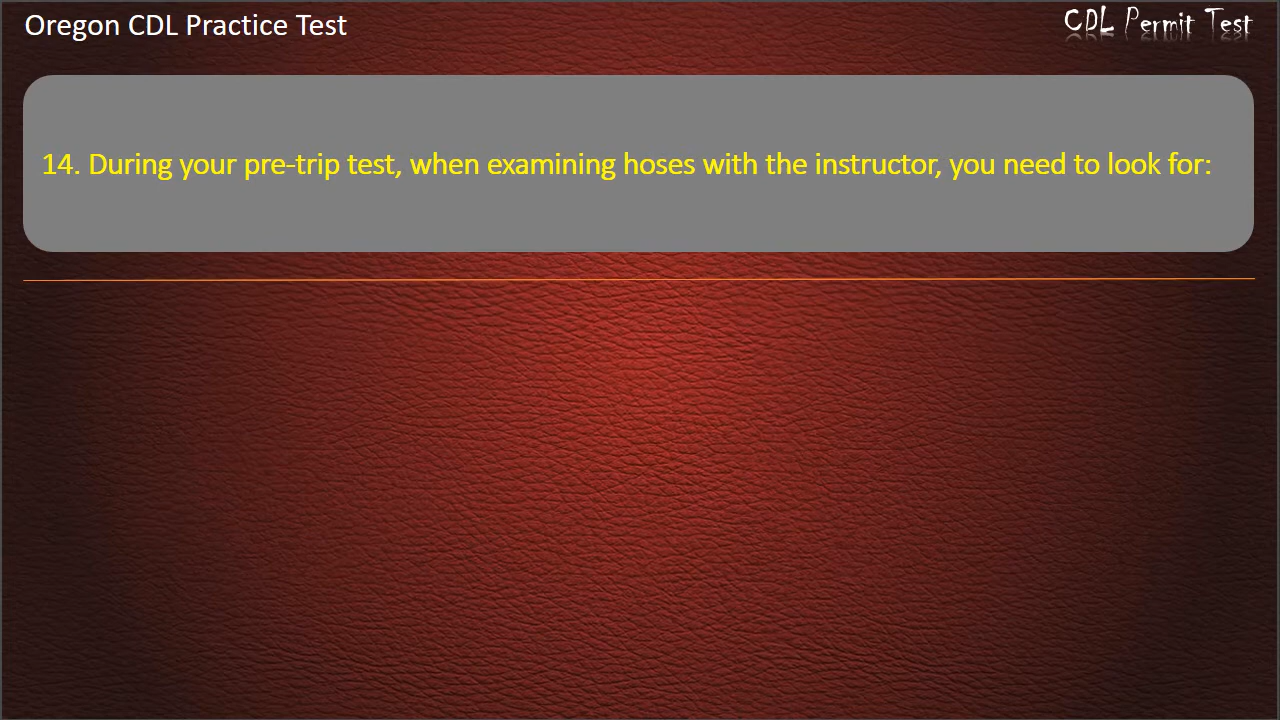 Oregon CDL Practice Test
CDL Permit Test
14. During your pre-trip test, when examining hoses with the instructor, you need to look for: